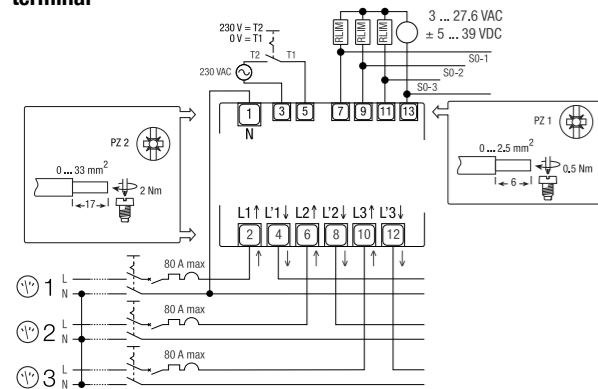 terminal
230 V = T2
0 V = T1
T2 T1
230 VAC
RLIM RLIM RLIM
3 ... 27.6 VAC
± 5 ... 39 VDC
S0-1
S0-2
S0-3
1 3 5 7 9 11 13
N
PZ 2
0 ... 33 mm2
17
2 Nm
PZ 1
0 ... 2.5 mm2
6
0.5 Nm
L1↑ L'1↓ L2↑ L'2↓ L3↑ L'3↓
2 4 6 8 10 12
1 L N
80 A max
2 L N
80 A max
3 L N
80 A max